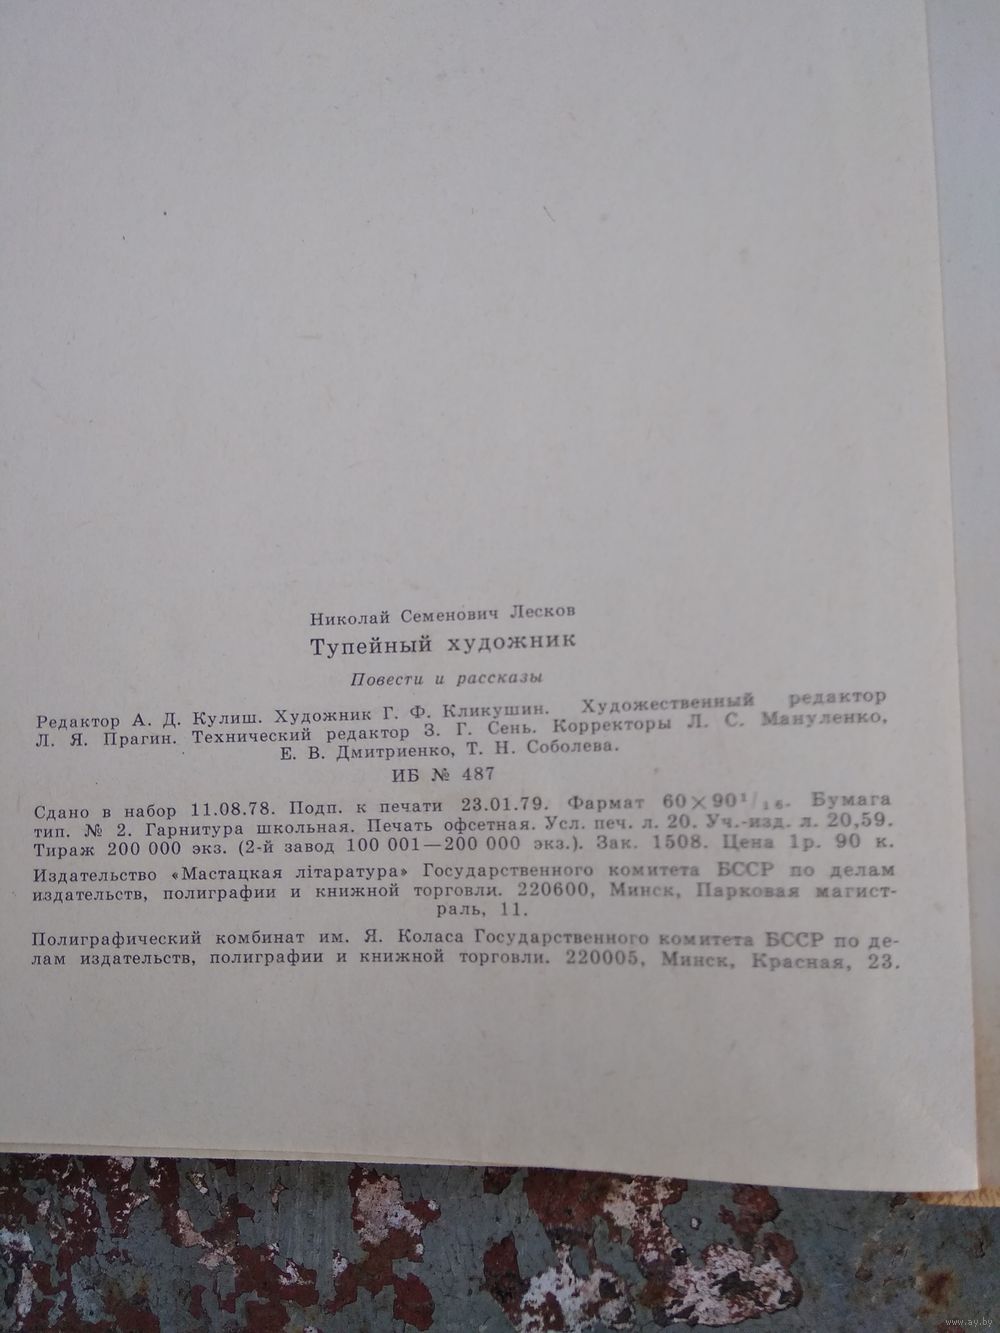 Николай Семенович Лесков
Тупейный художник
Повести и рассказы
Редактор А. Д. Кулиш. Художник Г. Ф. Кликушин. Художественный редактор
Л. Я. Прагин. Технический редактор З. Г. Сень. Корректоры Л. С. Мануленко,
Е. В. Дмитриенко, Т. Н. Соболева.
ИБ № 487
Сдано в набор 11.08.78. Подп. к печати 23.01.79. Фармат 60×90¹/₁₆. Бумага
тип. № 2. Гарнитура школьная. Печать офсетная. Усл. печ. л. 20. Уч.-изд. л. 20,59.
Тираж 200 000 экз. (2-й завод 100 001—200 000 экз.). Зак. 1508. Цена 1р. 90 к.
Издательство «Мастацкая літаратура» Государственного комитета БССР по делам
издательств, полиграфии и книжной торговли. 220600, Минск, Парковая магист-
раль, 11.
Полиграфический комбинат им. Я. Коласа Государственного комитета БССР по де-
лам издательств, полиграфии и книжной торговли. 220005, Минск, Красная, 23.
www.ay.by